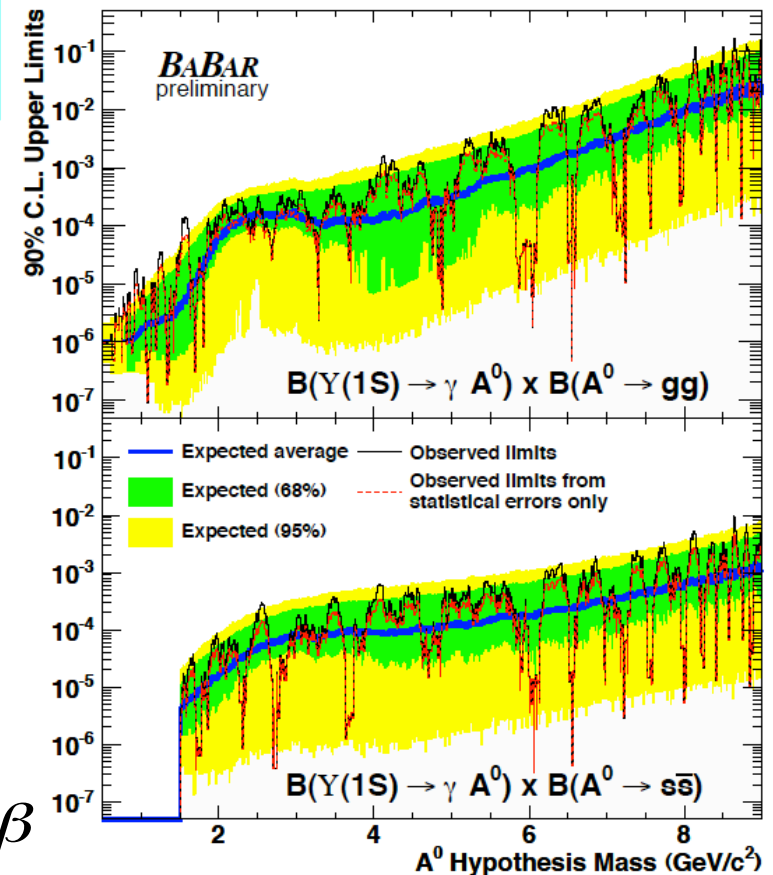 90% C.L. Upper Limits
10⁻¹
10⁻²
10⁻³
10⁻⁴
10⁻⁵
10⁻⁶
10⁻⁷
BABAR
preliminary
B(ϒ(1S) → γ A⁰) x B(A⁰ → gg)
10⁻¹
10⁻²
10⁻³
10⁻⁴
10⁻⁵
10⁻⁶
10⁻⁷
Expected average
Expected (68%)
Expected (95%)
Observed limits
Observed limits from
statistical errors only
B(ϒ(1S) → γ A⁰) x B(A⁰ → ss̅)
2 4 6 8
A⁰ Hypothesis Mass (GeV/c²)
β